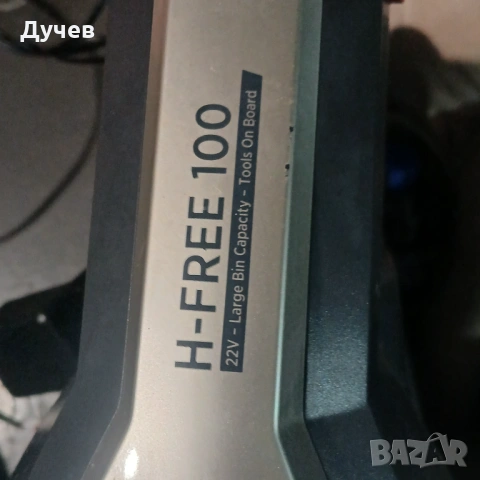 Дучев
H-FREE 100
22V - Large Bin Capacity - Tools On Board
BAZAR